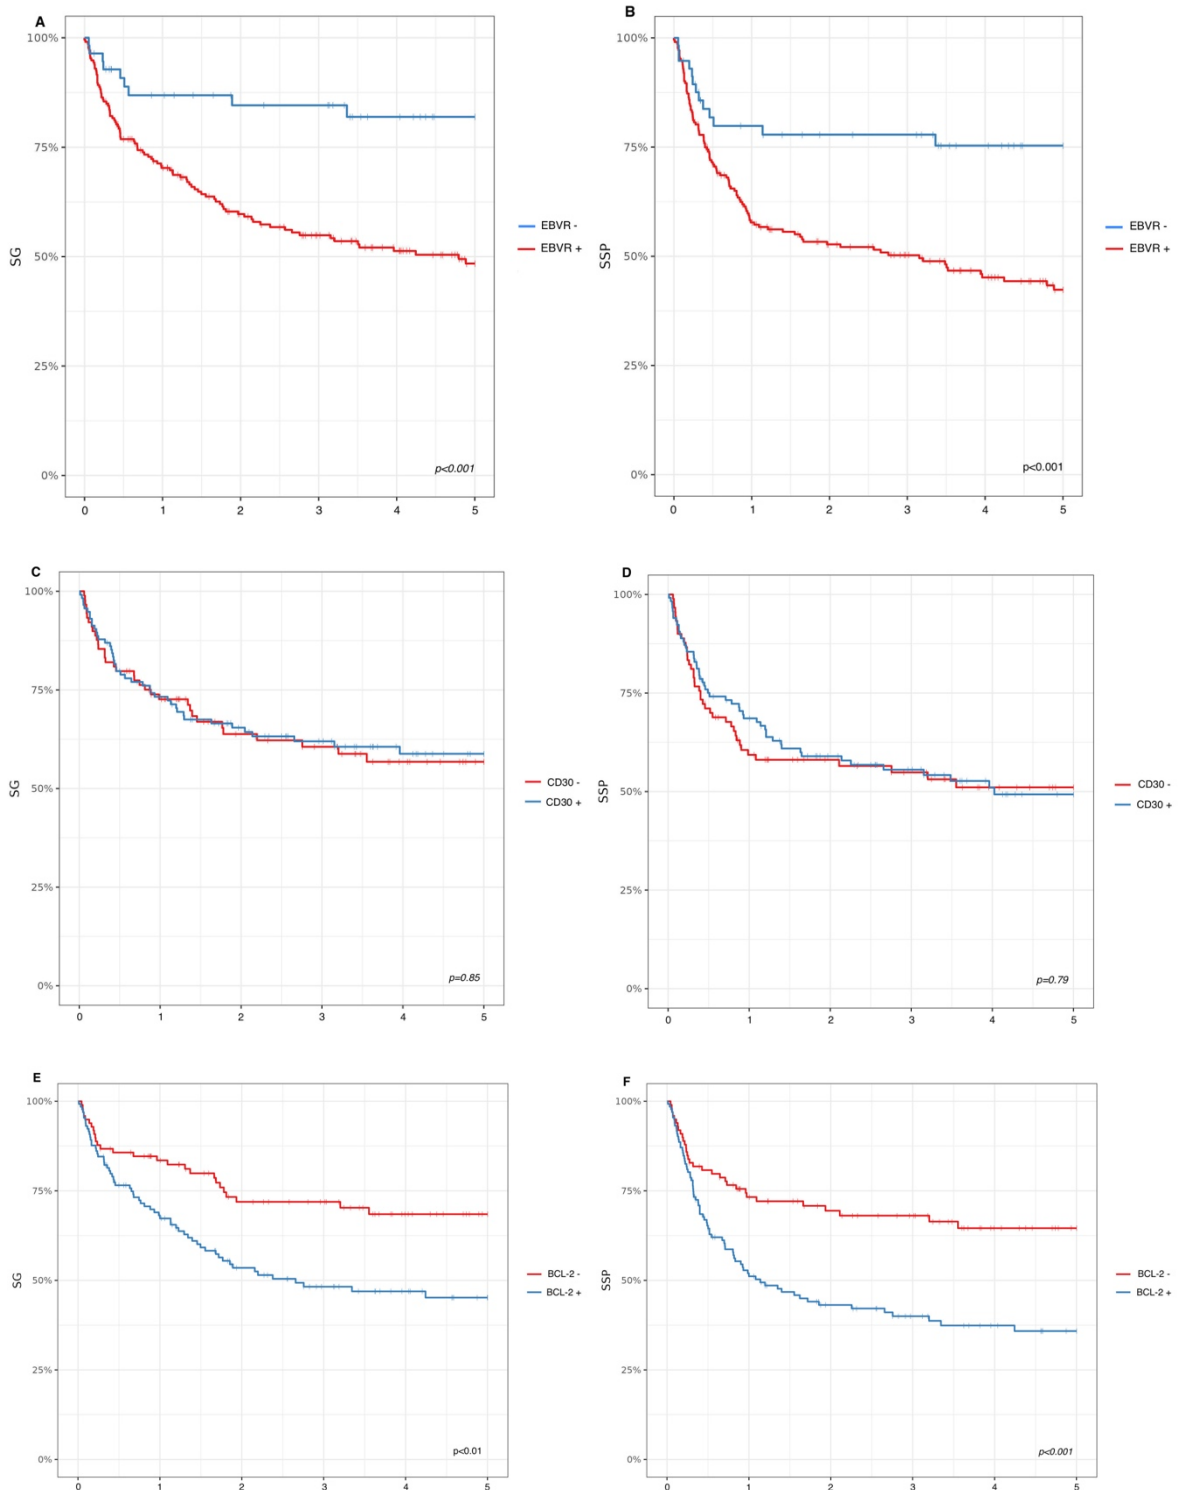 A
100%
75%
50%
25%
0%
SG
0 1 2 3 4 5
p<0.001
EBVR -
EBVR +
B
100%
75%
50%
25%
0%
SSP
0 1 2 3 4 5
p<0.001
EBVR -
EBVR +
C
100%
75%
50%
25%
0%
SG
0 1 2 3 4 5
p=0.85
CD30 -
CD30 +
D
100%
75%
50%
25%
0%
SSP
0 1 2 3 4 5
p=0.79
CD30 -
CD30 +
E
100%
75%
50%
25%
0%
SG
0 1 2 3 4 5
p<0.01
BCL-2 -
BCL-2 +
F
100%
75%
50%
25%
0%
SSP
0 1 2 3 4 5
p<0.001
BCL-2 -
BCL-2 +